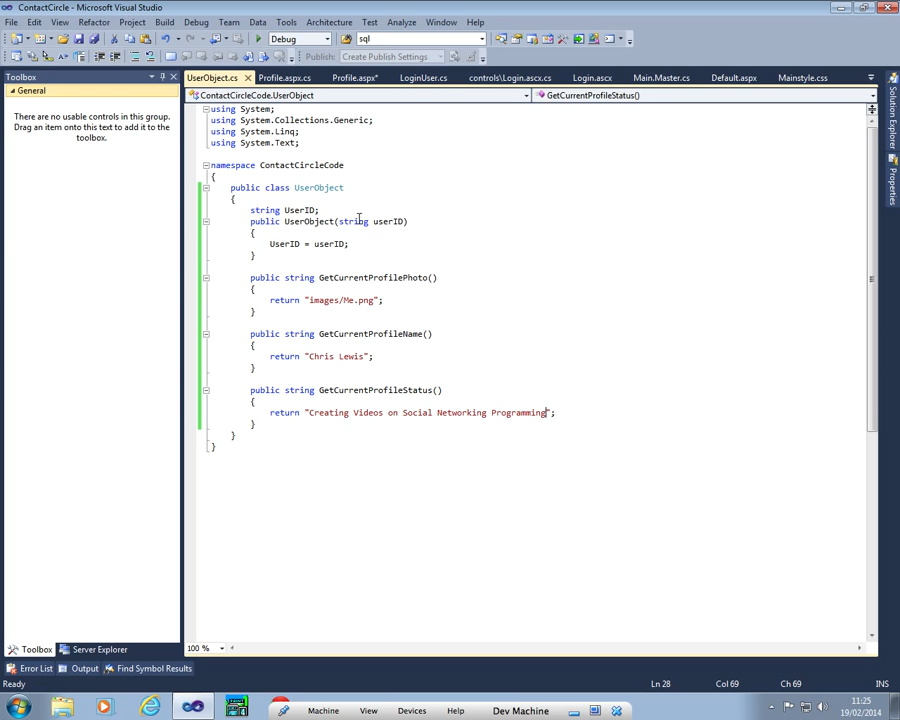 ContactCircle - Microsoft Visual Studio
File Edit View Refactor Project Build Debug Team Data Tools Architecture Test Analyze Window Help
Debug sql
Publish: Create Publish Settings
Toolbox
General
There are no usable controls in this group.
Drag an item onto this text to add it to the
toolbox.
UserObject.cs Profile.aspx.cs Profile.aspx* LoginUser.cs controls\Login.ascx.cs Login.ascx Main.Master.cs Default.aspx Mainstyle.css
ContactCircleCode.UserObject GetCurrentProfileStatus()
using System;
using System.Collections.Generic;
using System.Linq;
using System.Text;
namespace ContactCircleCode
{
public class UserObject
{
string UserID;
public UserObject(string userID)
{
UserID = userID;
}
public string GetCurrentProfilePhoto()
{
return "images/Me.png";
}
public string GetCurrentProfileName()
{
return "Chris Lewis";
}
public string GetCurrentProfileStatus()
{
return "Creating Videos on Social Networking Programming";
}
}
}
Solution Explorer
Properties
100 %
Toolbox Server Explorer
Error List Output Find Symbol Results
Ready Ln 28 Col 69 Ch 69 INS
Machine View Devices Help Dev Machine
11:25
19/02/2014